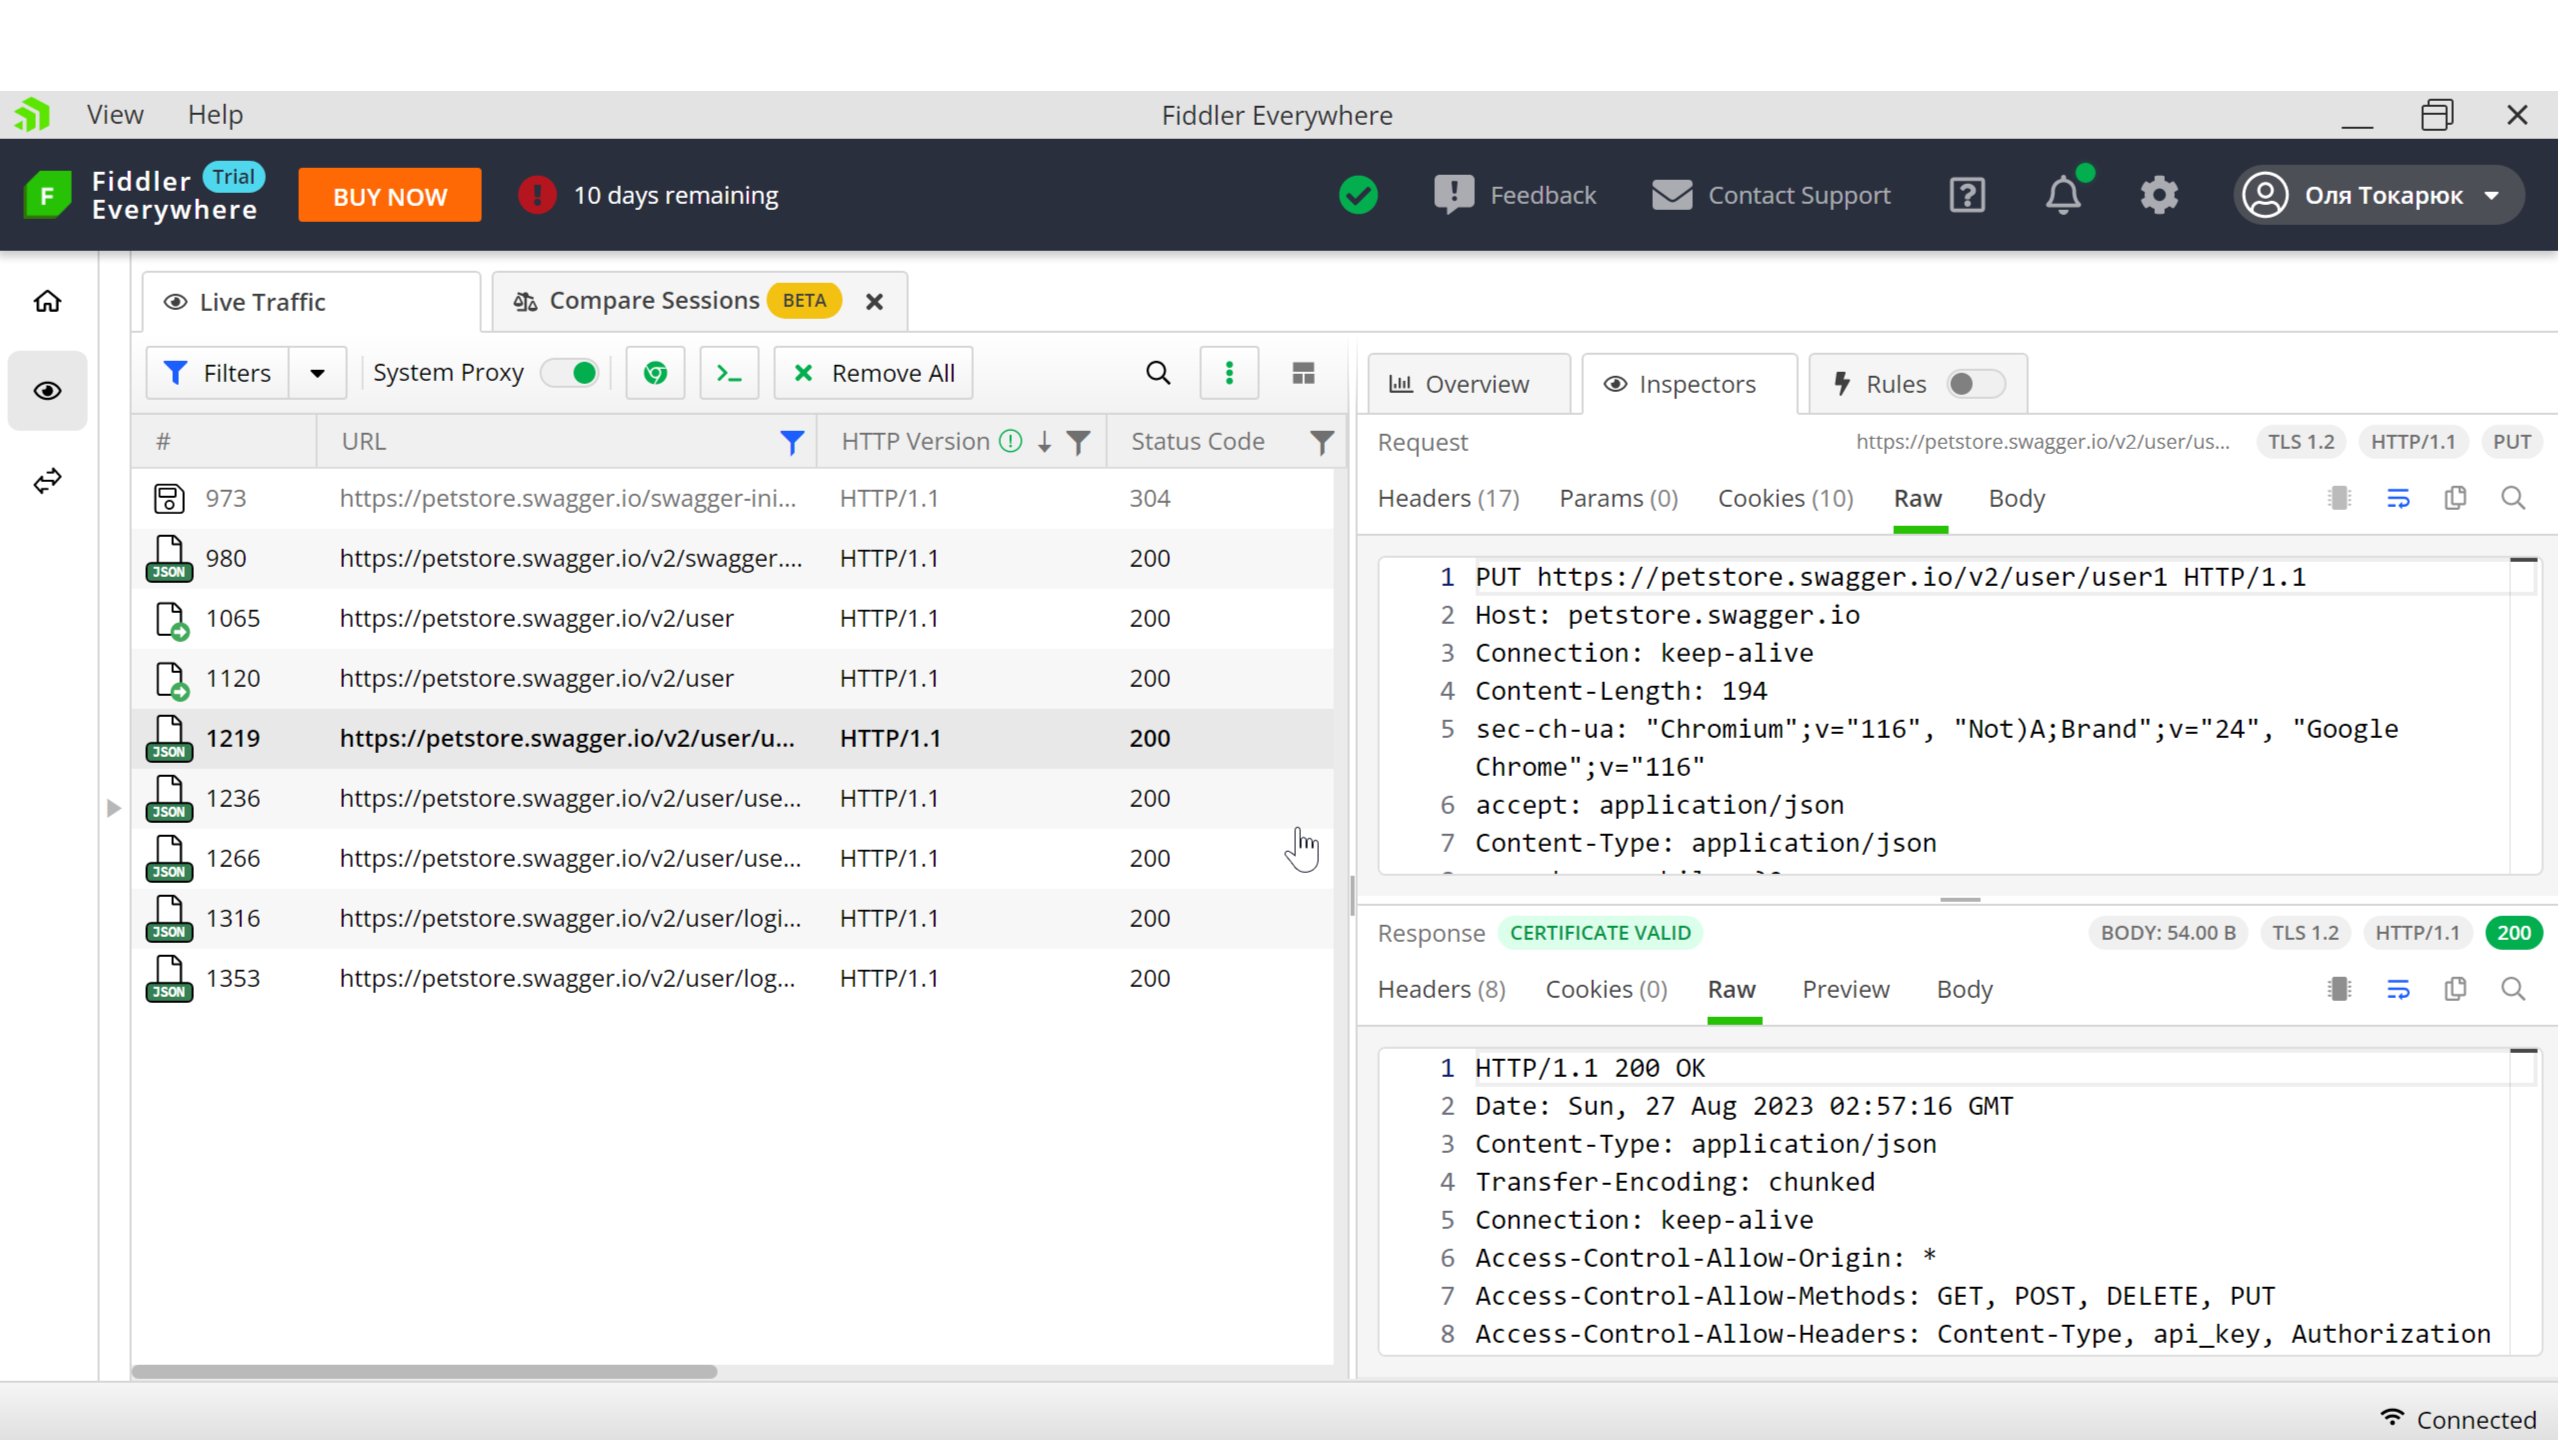 View Help Fiddler Everywhere
F Fiddler Everywhere Trial BUY NOW ! 10 days remaining Feedback Contact Support Оля Токарюк
Live Traffic Compare Sessions BETA
Filters System Proxy Remove All
# URL HTTP Version Status Code
973 https://petstore.swagger.io/swagger-ini... HTTP/1.1 304
JSON 980 https://petstore.swagger.io/v2/swagger.... HTTP/1.1 200
1065 https://petstore.swagger.io/v2/user HTTP/1.1 200
1120 https://petstore.swagger.io/v2/user HTTP/1.1 200
JSON 1219 https://petstore.swagger.io/v2/user/u... HTTP/1.1 200
JSON 1236 https://petstore.swagger.io/v2/user/use... HTTP/1.1 200
JSON 1266 https://petstore.swagger.io/v2/user/use... HTTP/1.1 200
JSON 1316 https://petstore.swagger.io/v2/user/logi... HTTP/1.1 200
JSON 1353 https://petstore.swagger.io/v2/user/log... HTTP/1.1 200
Overview Inspectors Rules
Request https://petstore.swagger.io/v2/user/us... TLS 1.2 HTTP/1.1 PUT
Headers (17) Params (0) Cookies (10) Raw Body
1 PUT https://petstore.swagger.io/v2/user/user1 HTTP/1.1
2 Host: petstore.swagger.io
3 Connection: keep-alive
4 Content-Length: 194
5 sec-ch-ua: "Chromium";v="116", "Not)A;Brand";v="24", "Google
Chrome";v="116"
6 accept: application/json
7 Content-Type: application/json
Response CERTIFICATE VALID BODY: 54.00 B TLS 1.2 HTTP/1.1 200
Headers (8) Cookies (0) Raw Preview Body
1 HTTP/1.1 200 OK
2 Date: Sun, 27 Aug 2023 02:57:16 GMT
3 Content-Type: application/json
4 Transfer-Encoding: chunked
5 Connection: keep-alive
6 Access-Control-Allow-Origin: *
7 Access-Control-Allow-Methods: GET, POST, DELETE, PUT
8 Access-Control-Allow-Headers: Content-Type, api_key, Authorization
Connected